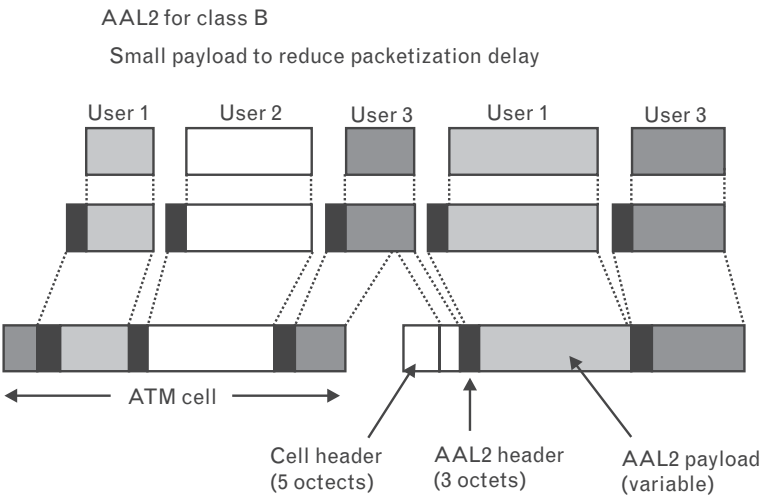 AAL2 for class B
Small payload to reduce packetization delay
User 1 User 2 User 3 User 1 User 3
ATM cell
Cell header
(5 octects)
AAL2 header
(3 octets)
AAL2 payload
(variable)